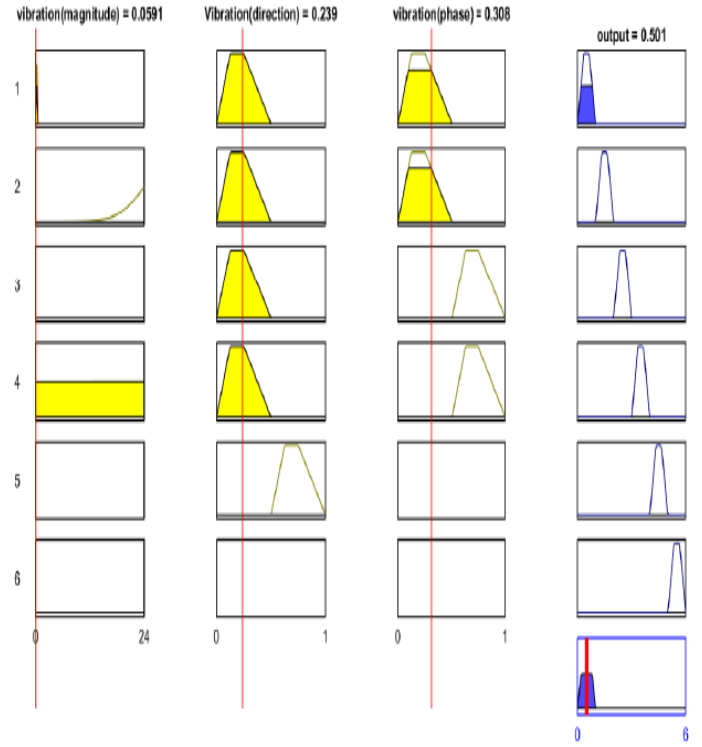 vibration(magnitude) = 0.0591
Vibration(direction) = 0.239
vibration(phase) = 0.308
output = 0.501
1
2
3
4
5
6
0 24
0 1
0 1
0 6